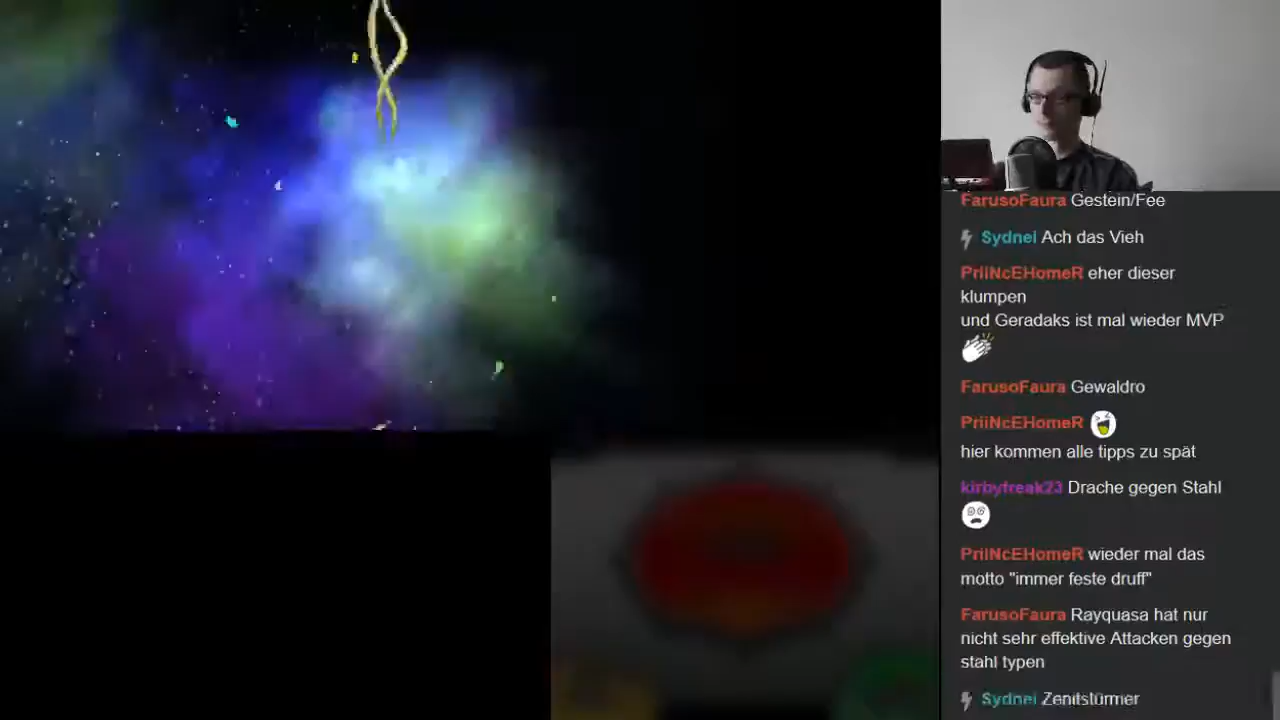 FarusoFaura Gestein/Fee
Sydnei Ach das Vieh
PriiNcEHomeR eher dieser
klumpen
und Geradaks ist mal wieder MVP
FarusoFaura Gewaldro
PriiNcEHomeR
hier kommen alle tipps zu spät
kirbyfreak23 Drache gegen Stahl
PriiNcEHomeR wieder mal das
motto "immer feste druff"
FarusoFaura Rayquasa hat nur
nicht sehr effektive Attacken gegen
stahl typen
Sydnei Zenitstürmer